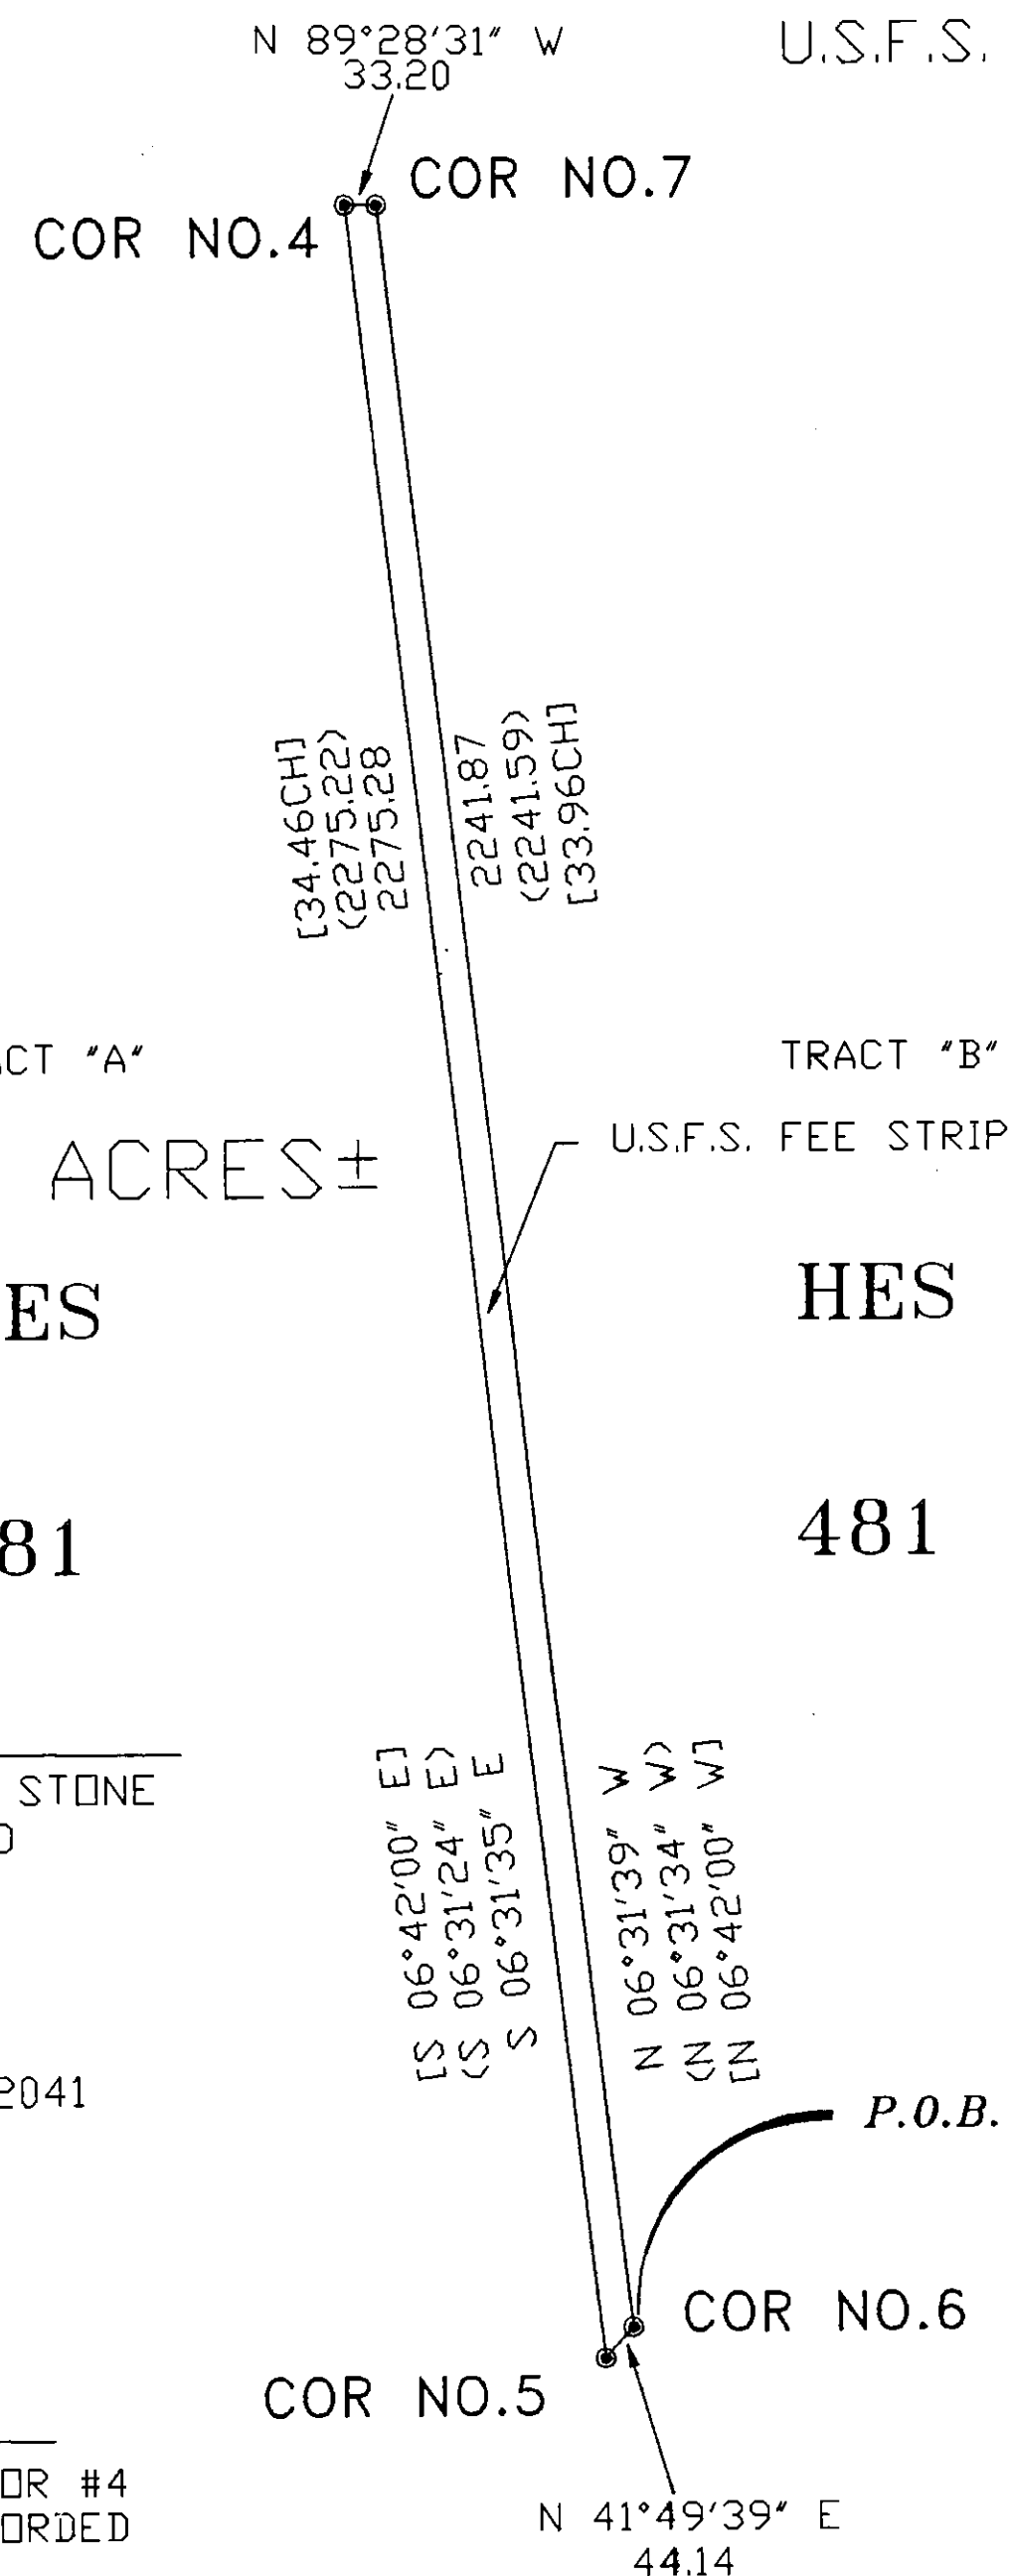 N 89°28'31" W
33.20
U.S.F.S.
COR NO.7
COR NO.4
[34.46CH]
(2275.22)
2275.28
2241.87
(2241.59)
[33.96CH]
ACT "A"
TRACT "B"
U.S.F.S. FEE STRIP
ACRES±
ES
HES
81
481
STONE
D
[S 06°42'00" E]
(S 06°31'24" E)
S 06°31'35" E
N 06°31'39" W
(N 06°31'34" W)
[N 06°42'00" W]
2041
P.O.B.
COR NO.6
COR NO.5
OR #4
ORDED
N 41°49'39" E
44.14